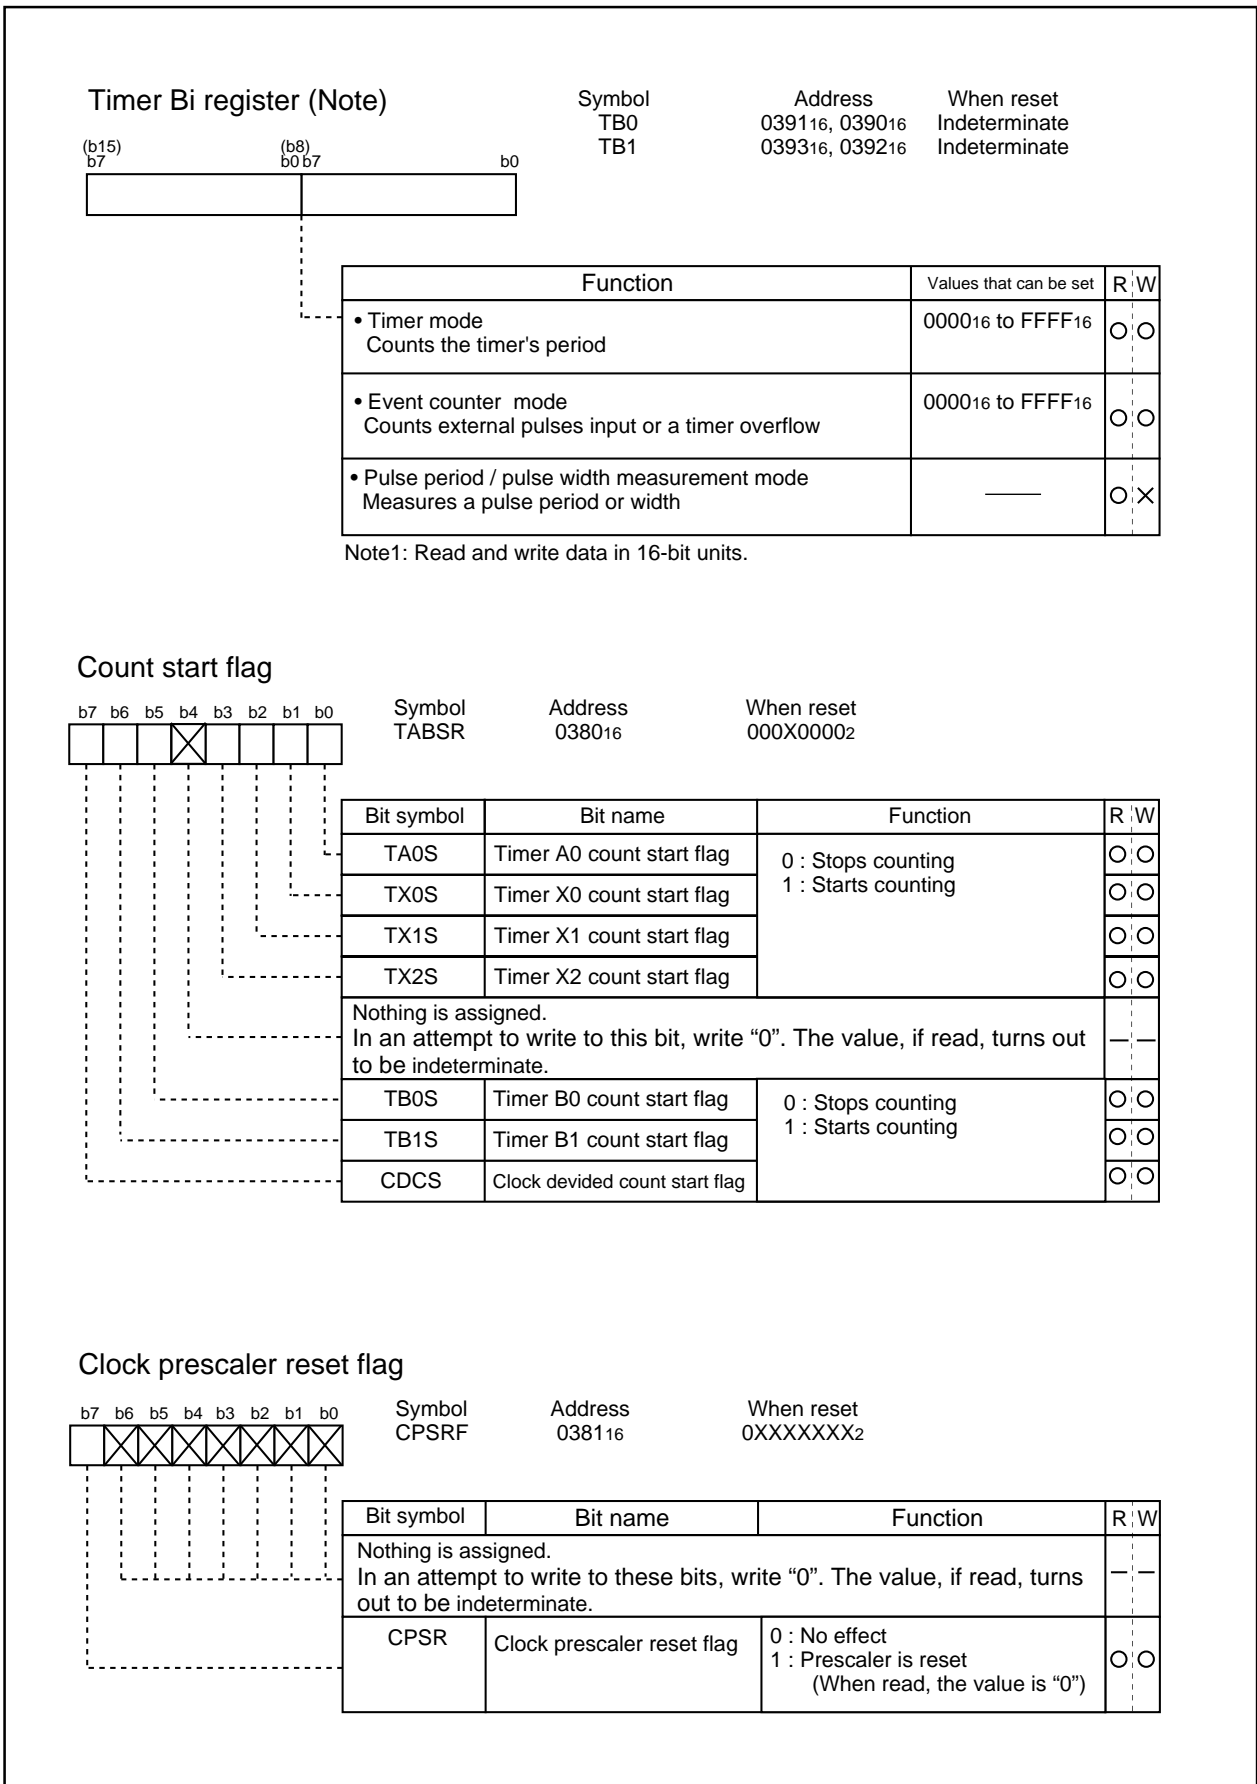 Timer Bi register (Note)
Symbol Address When reset
TB0 039116, 039016 Indeterminate
TB1 039316, 039216 Indeterminate
(b15) (b8)
b7 b0 b7 b0
Function Values that can be set R W
• Timer mode 000016 to FFFF16
Counts the timer's period
• Event counter mode 000016 to FFFF16
Counts external pulses input or a timer overflow
• Pulse period / pulse width measurement mode
Measures a pulse period or width
Note1: Read and write data in 16-bit units.
Count start flag
b7 b6 b5 b4 b3 b2 b1 b0
Symbol Address When reset
TABSR 038016 000X00002
Bit symbol Bit name Function R W
TA0S Timer A0 count start flag 0 : Stops counting
1 : Starts counting
TX0S Timer X0 count start flag
TX1S Timer X1 count start flag
TX2S Timer X2 count start flag
Nothing is assigned.
In an attempt to write to this bit, write “0”. The value, if read, turns out
to be indeterminate.
TB0S Timer B0 count start flag 0 : Stops counting
1 : Starts counting
TB1S Timer B1 count start flag
CDCS Clock devided count start flag
Clock prescaler reset flag
b7 b6 b5 b4 b3 b2 b1 b0
Symbol Address When reset
CPSRF 038116 0XXXXXXX2
Bit symbol Bit name Function R W
Nothing is assigned.
In an attempt to write to these bits, write “0”. The value, if read, turns
out to be indeterminate.
CPSR Clock prescaler reset flag 0 : No effect
1 : Prescaler is reset
(When read, the value is “0”)